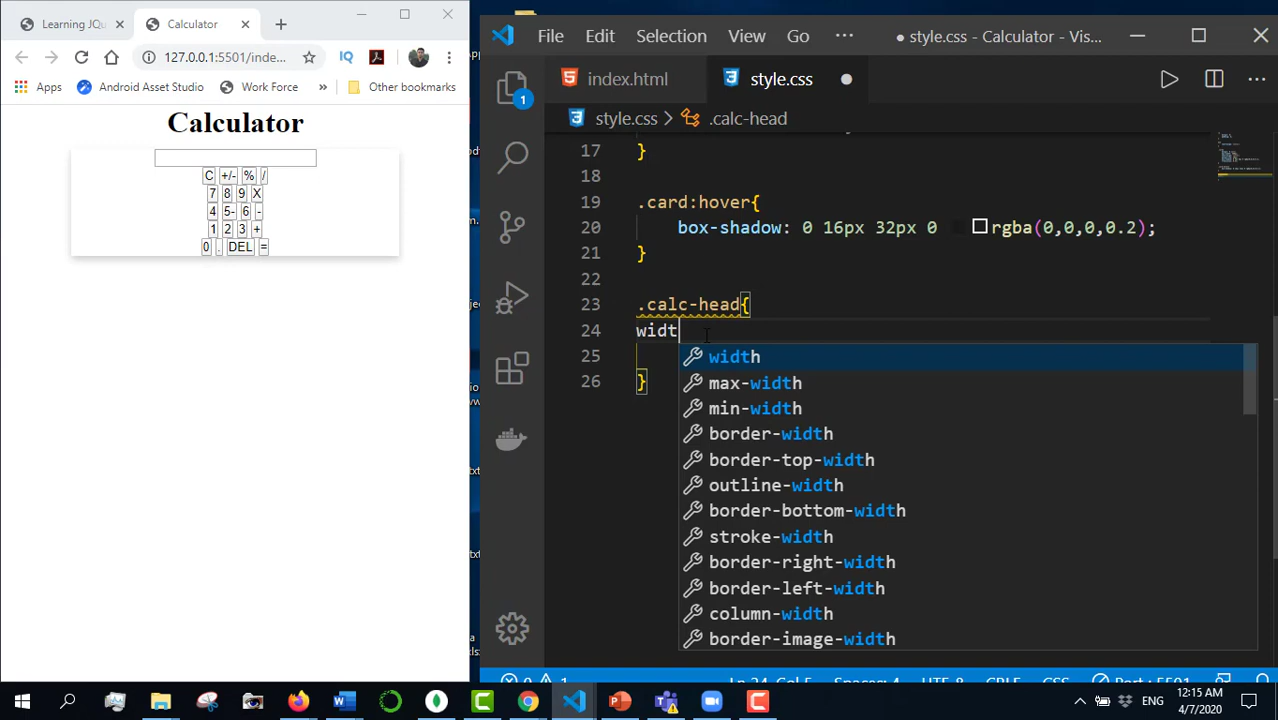 Learning JQu
Calculator
127.0.0.1:5501/inde...
IQ
Apps
Android Asset Studio
Work Force
»
Other bookmarks
Calculator
C +/- % /
7 8 9 X
4 5- 6 -
1 2 3 +
0 . DEL =
File Edit Selection View Go ···
● style.css - Calculator - Vis...
index.html
style.css
style.css > .calc-head
1
17 }
18
19 .card:hover{
20 box-shadow: 0 16px 32px 0 rgba(0,0,0,0.2);
21 }
22
23 .calc-head{
24 widt
25
26 }
width
max-width
min-width
border-width
border-top-width
outline-width
border-bottom-width
stroke-width
border-right-width
border-left-width
column-width
border-image-width
ENG
12:15 AM
4/7/2020